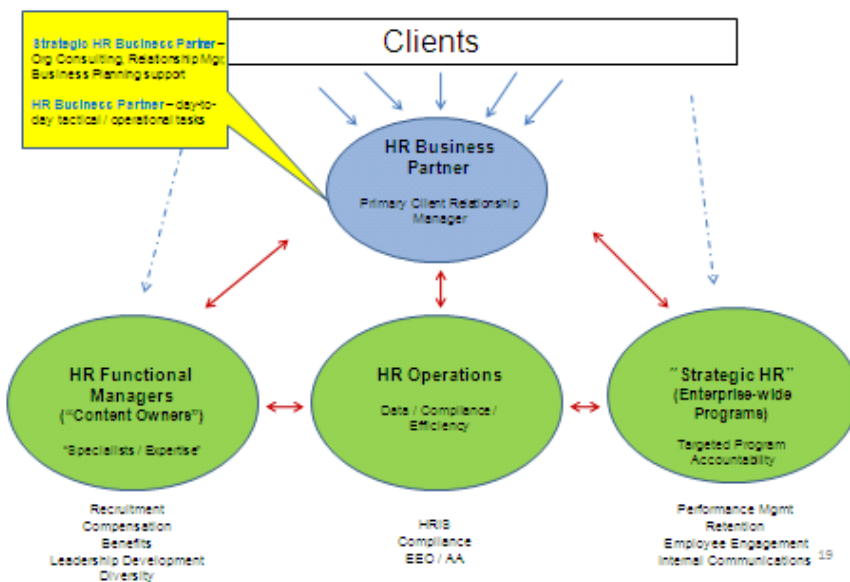 Clients
Strategic HR Business Partner –
Org Consulting, Relationship Mgr,
Business Planning support
HR Business Partner – day-to-
day tactical / operational tasks
HR Business
Partner
Primary Client Relationship
Manager
HR Functional
Managers
("Content Owners")
"Specialists / Expertise"
HR Operations
Data / Compliance /
Efficiency
"Strategic HR"
(Enterprise-wide
Programs)
Targeted Program
Accountability
Recruitment
Compensation
Benefits
Leadership Development
Diversity
HRIS
Compliance
EEO / AA
Performance Mgmt
Retention
Employee Engagement
Internal Communications
19